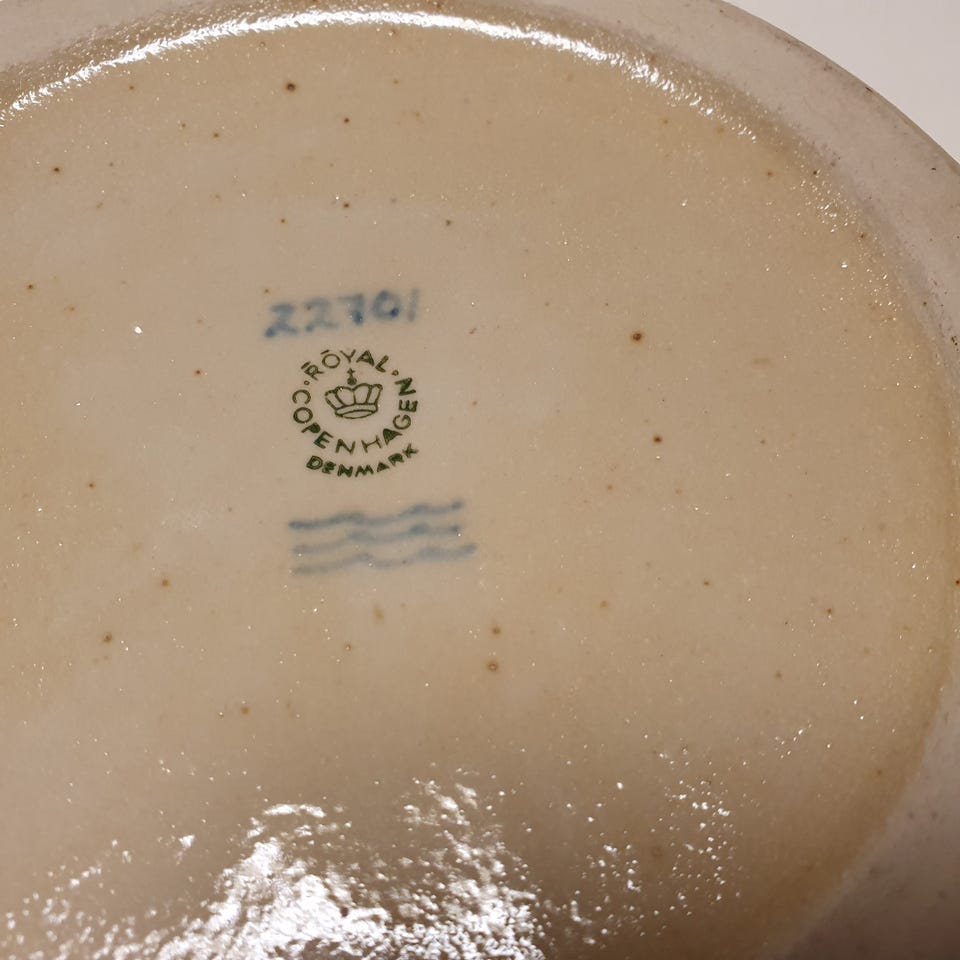 22701
ROYAL
COPENHAGEN
DENMARK